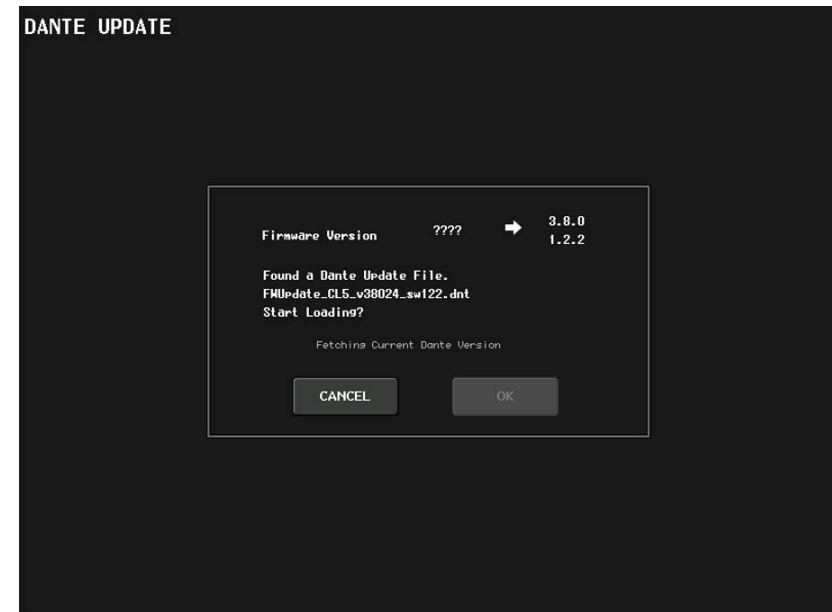 DANTE UPDATE
Firmware Version ???? 3.8.0
1.2.2
Found a Dante Update File.
FWUpdate_CL5_v38024_sw122.dnt
Start Loading?
Fetching Current Dante Version
CANCEL OK